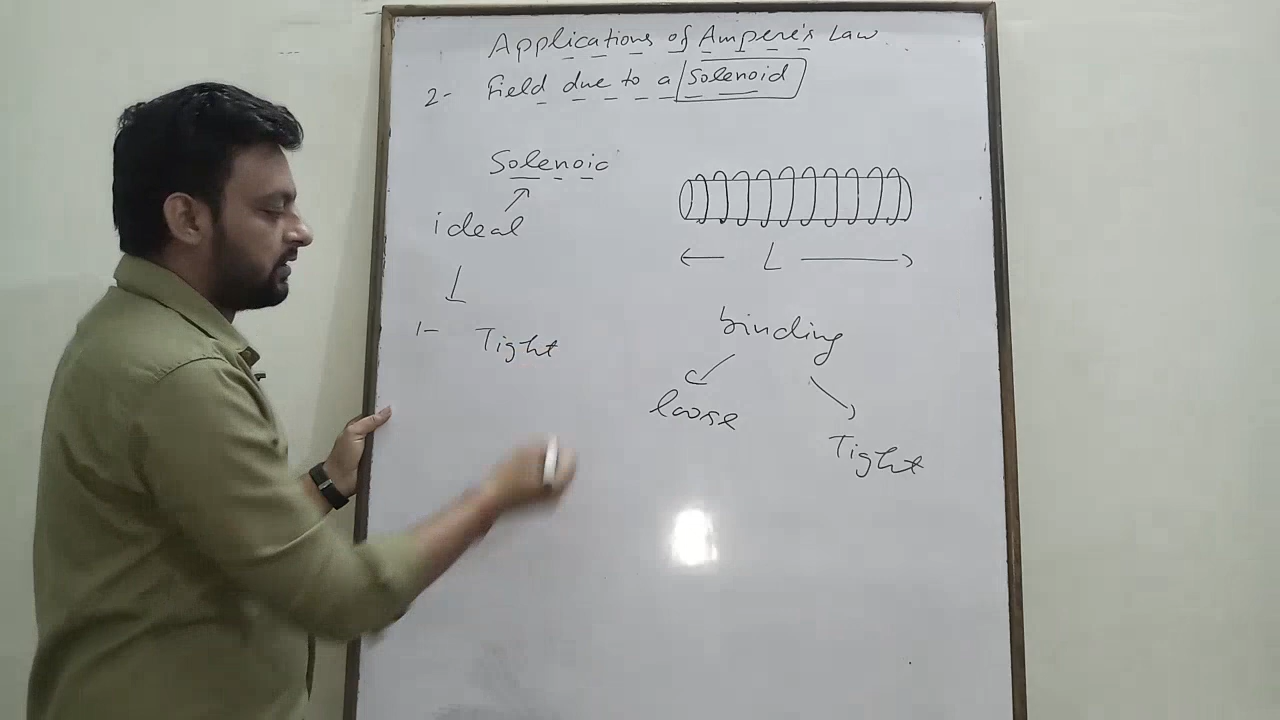 Applications of Ampere's Law
2- Field due to a Solenoid
Solenoid
ideal
L
1- Tight
binding
loose
Tight